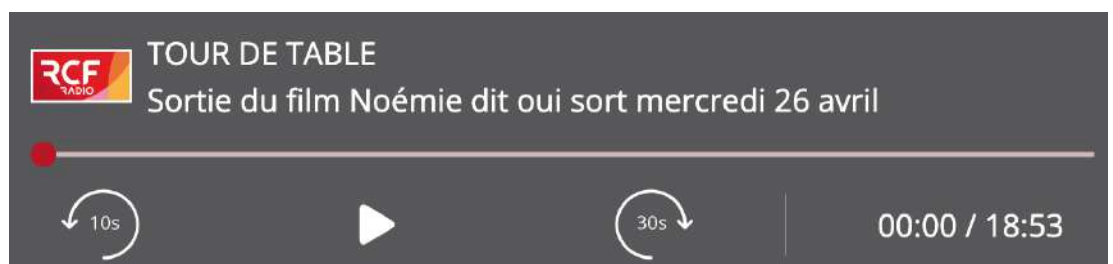 RCF
RADIO
TOUR DE TABLE
Sortie du film Noémie dit oui sort mercredi 26 avril
10s
30s
00:00 / 18:53